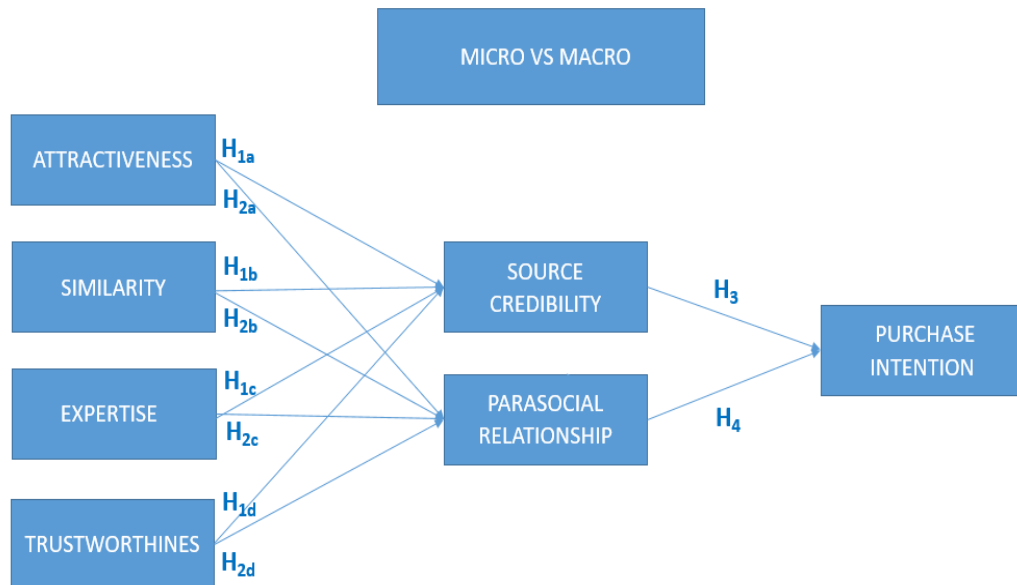 MICRO VS MACRO
ATTRACTIVENESS
H1a
H2a
SIMILARITY
H1b
H2b
SOURCE
CREDIBILITY
H3
PURCHASE
INTENTION
EXPERTISE
H1c
H2c
PARASOCIAL
RELATIONSHIP
H4
TRUSTWORTHINES
H1d
H2d